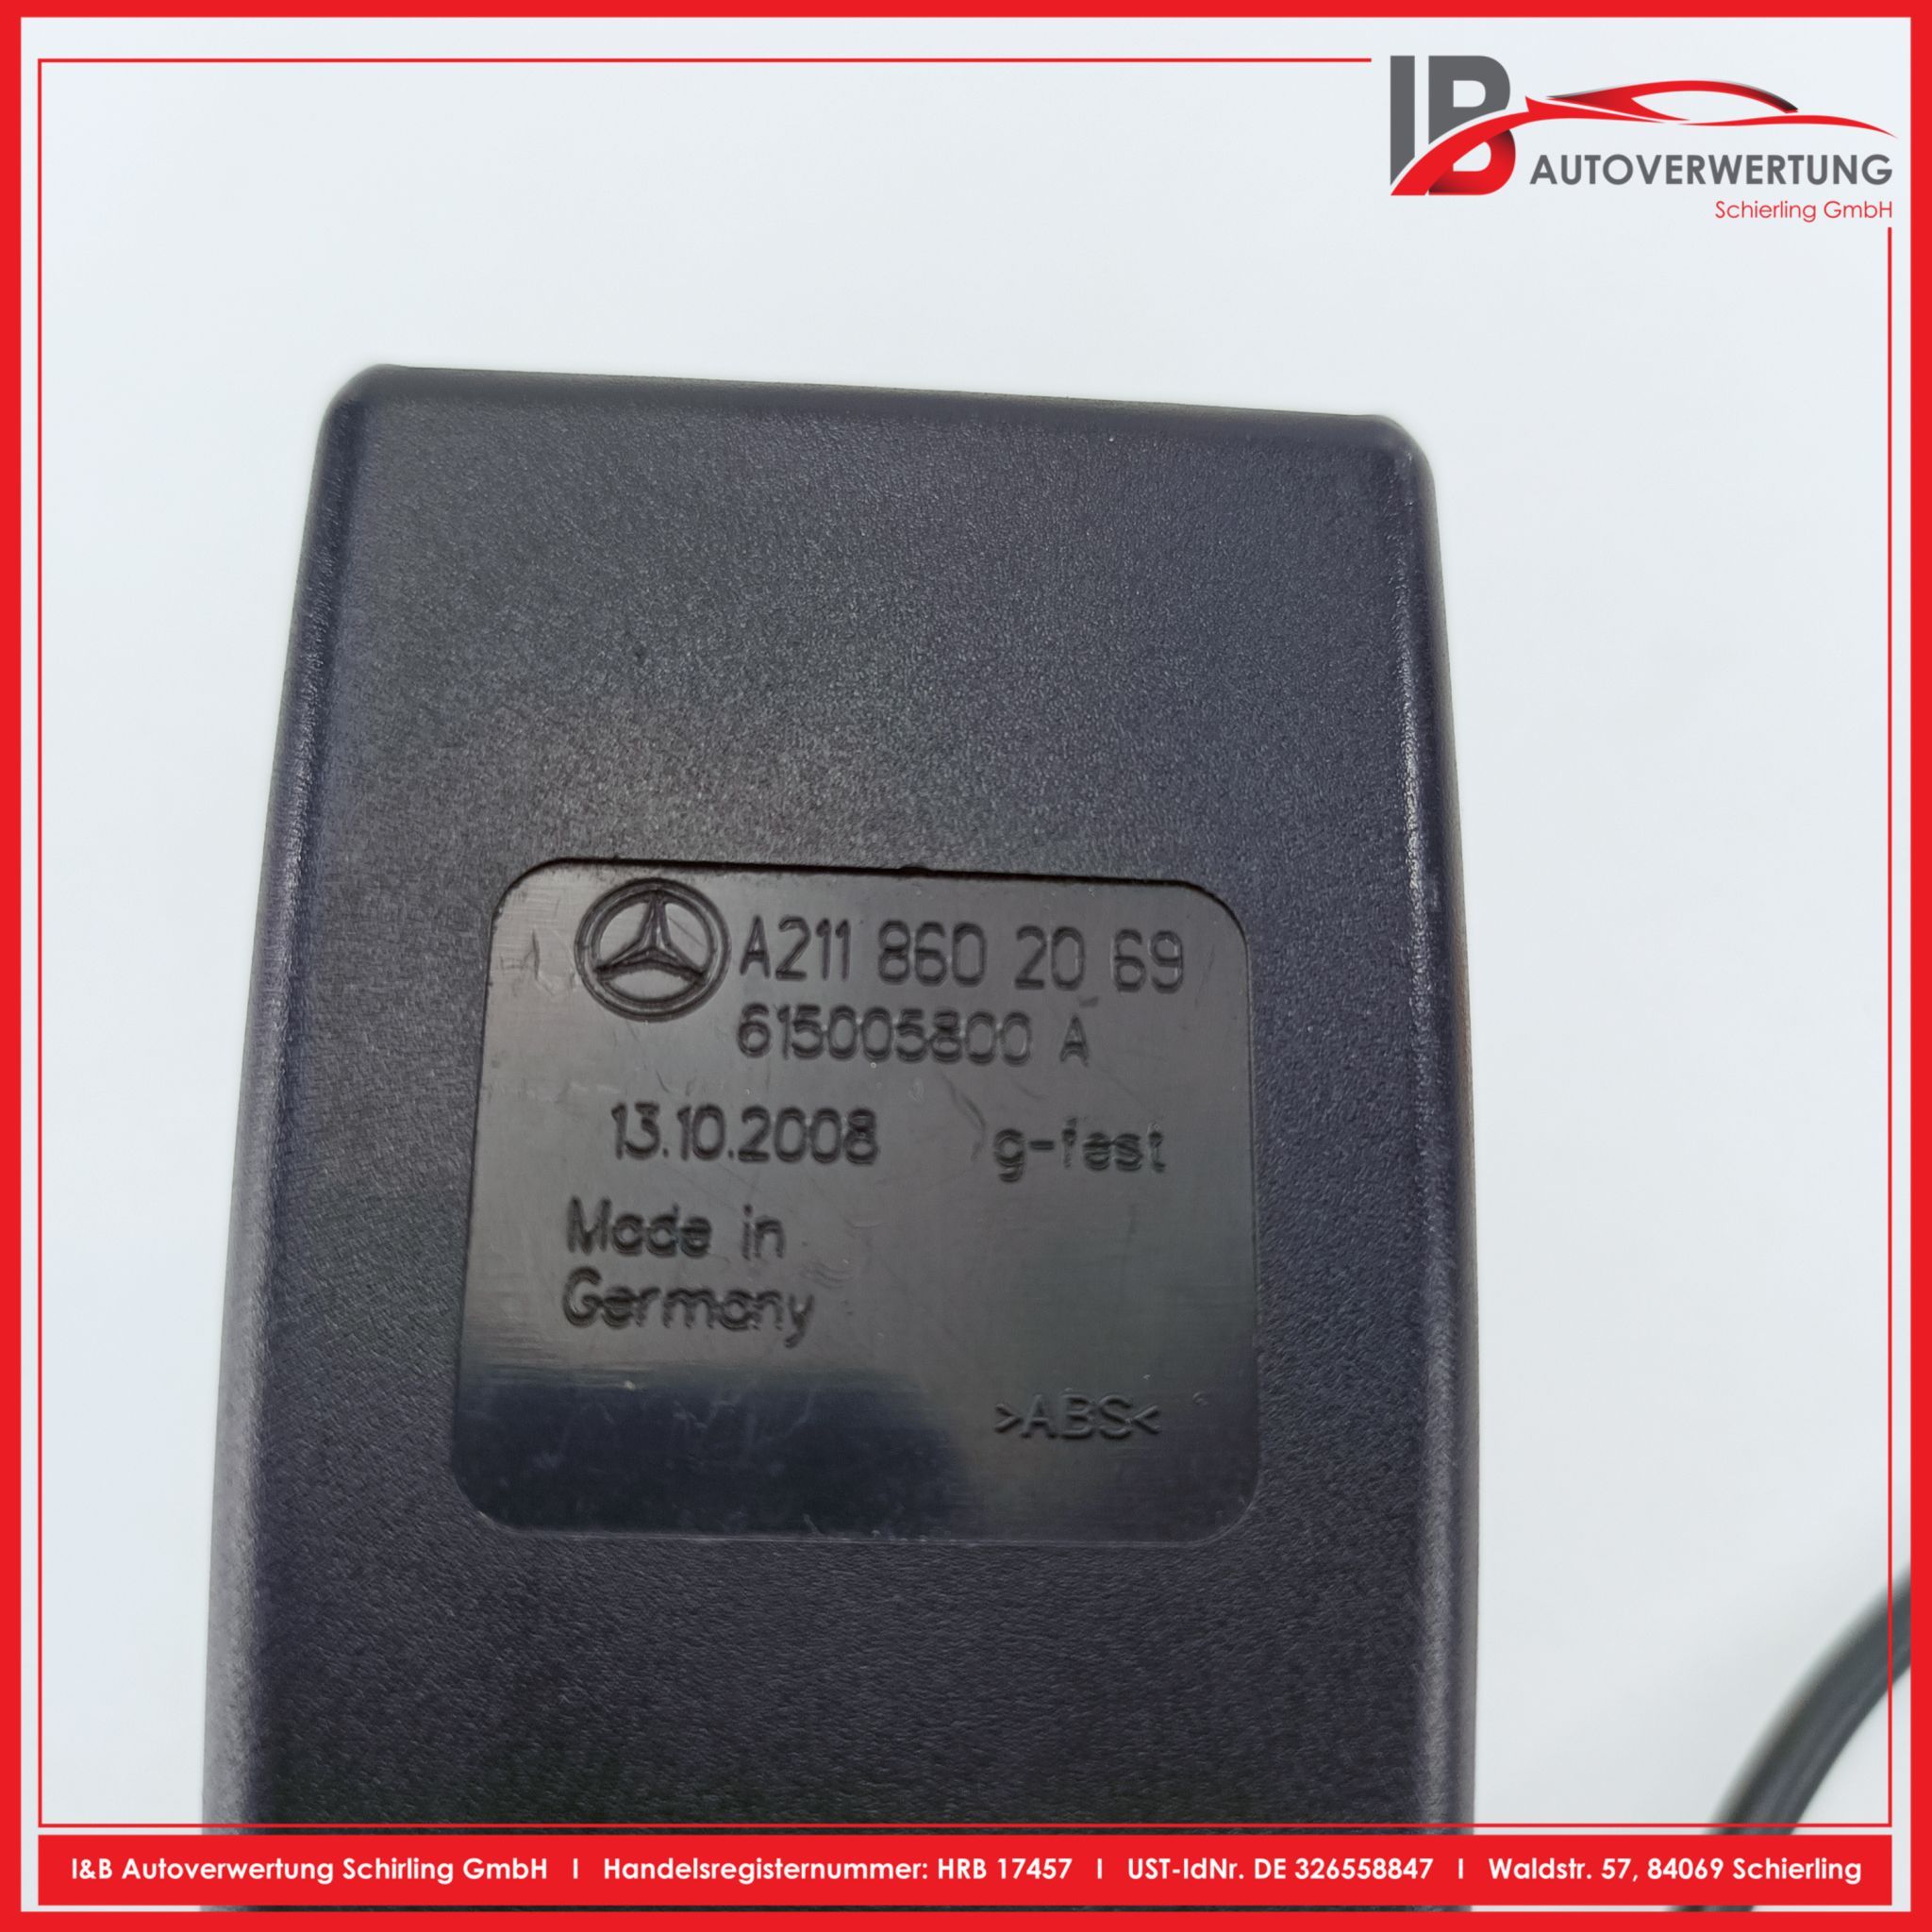 IB AUTOVERWERTUNG
Schierling GmbH
A211 860 20 69
615005800 A
13.10.2008 g-fest
Made in
Germany
>ABS<
I&B Autoverwertung Schirling GmbH I Handelsregisternummer: HRB 17457 I UST-IdNr. DE 326558847 I Waldstr. 57, 84069 Schierling